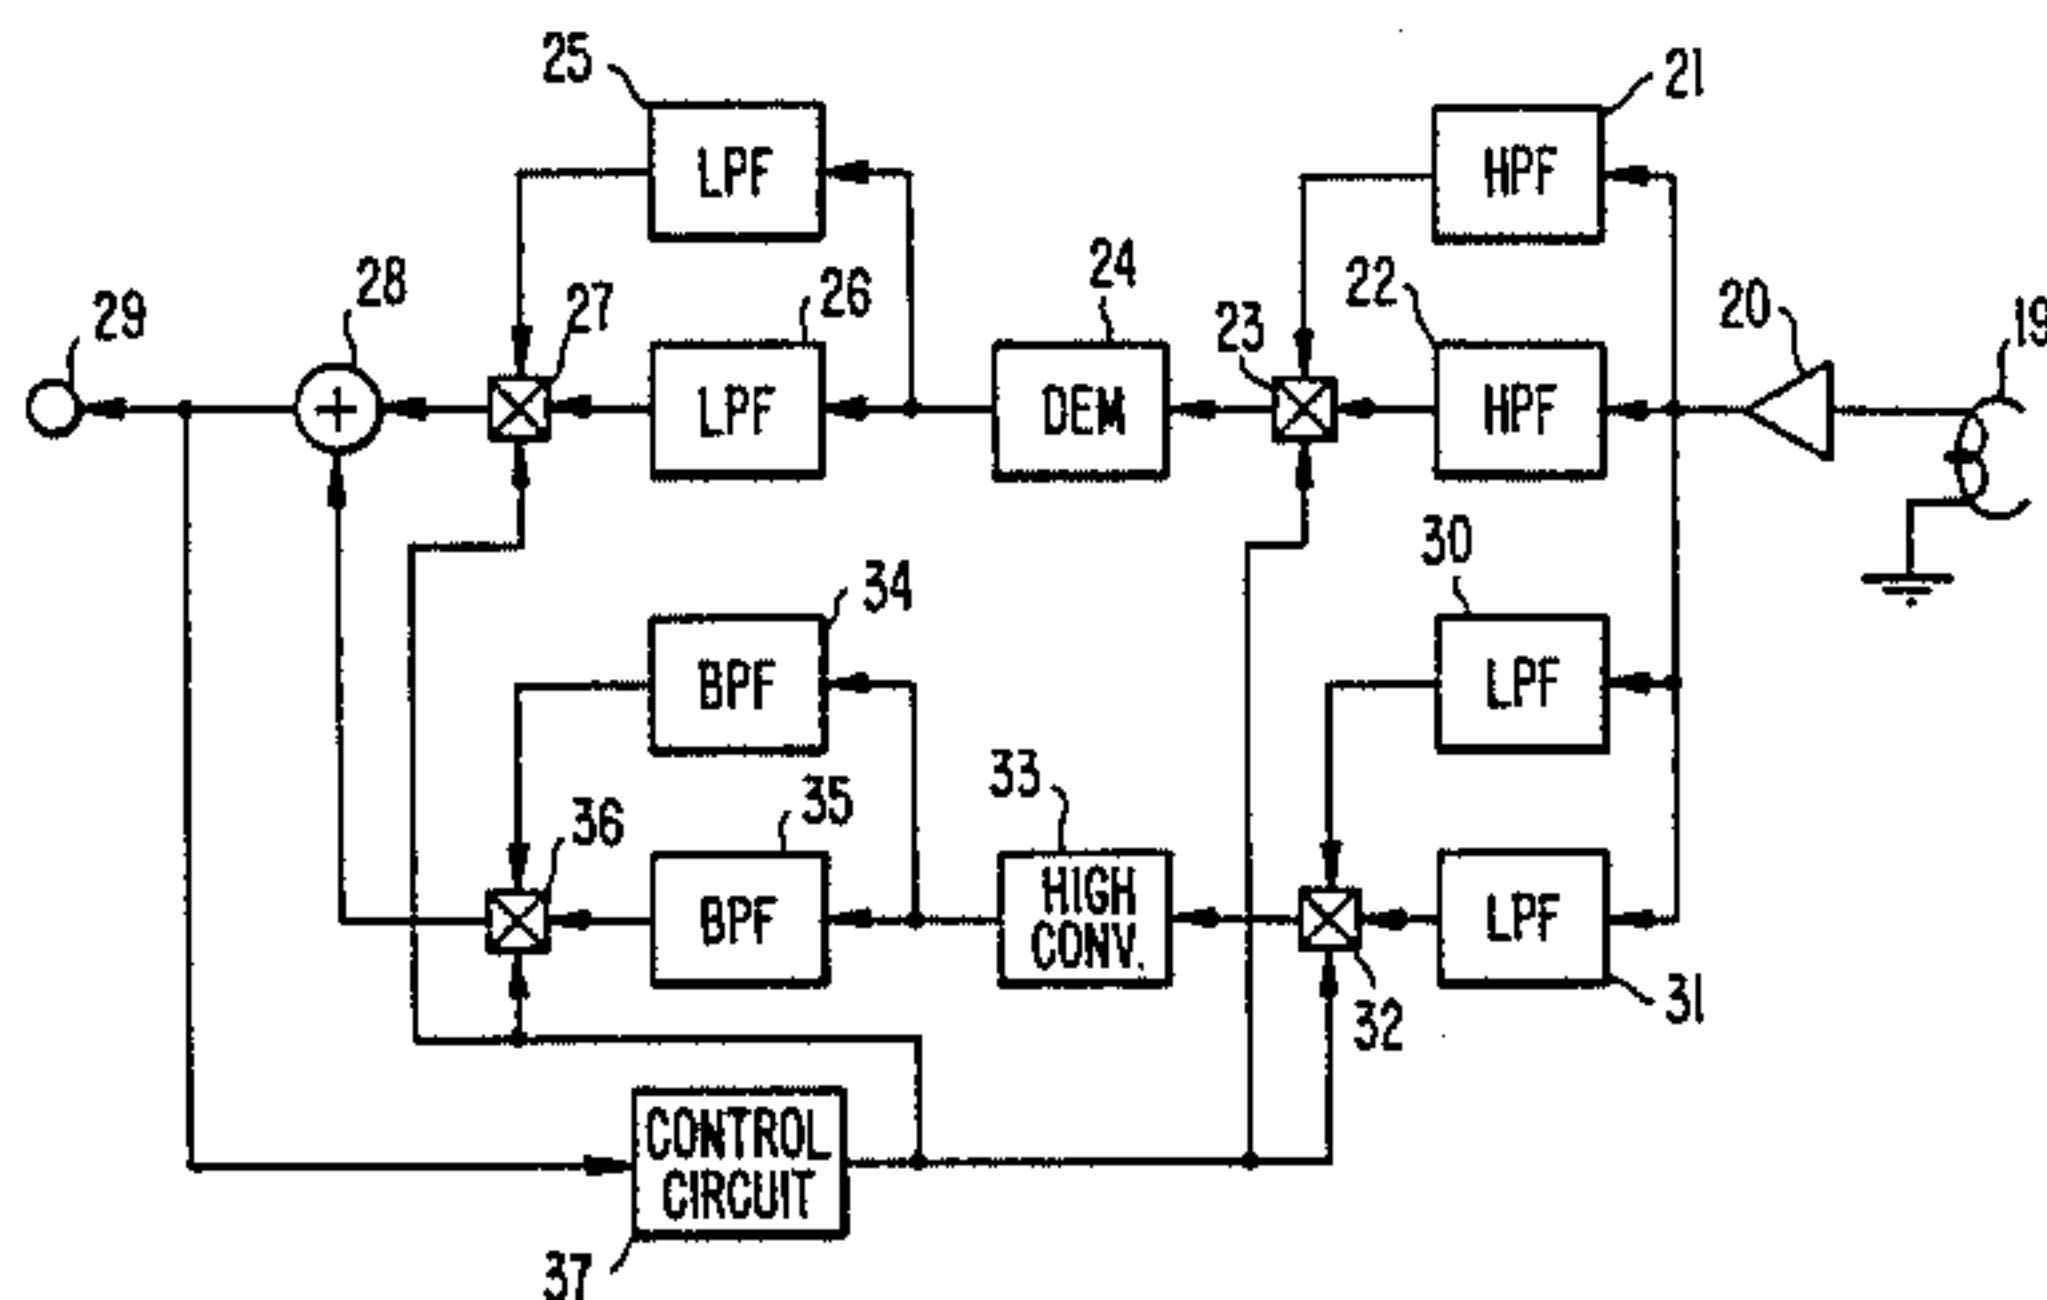 25
LPF
21
HPF
29
28
27
26
LPF
24
DEM
23
22
HPF
20
19
34
BPF
30
LPF
36
35
BPF
33
HIGH
CONV.
32
LPF
31
CONTROL
CIRCUIT
37